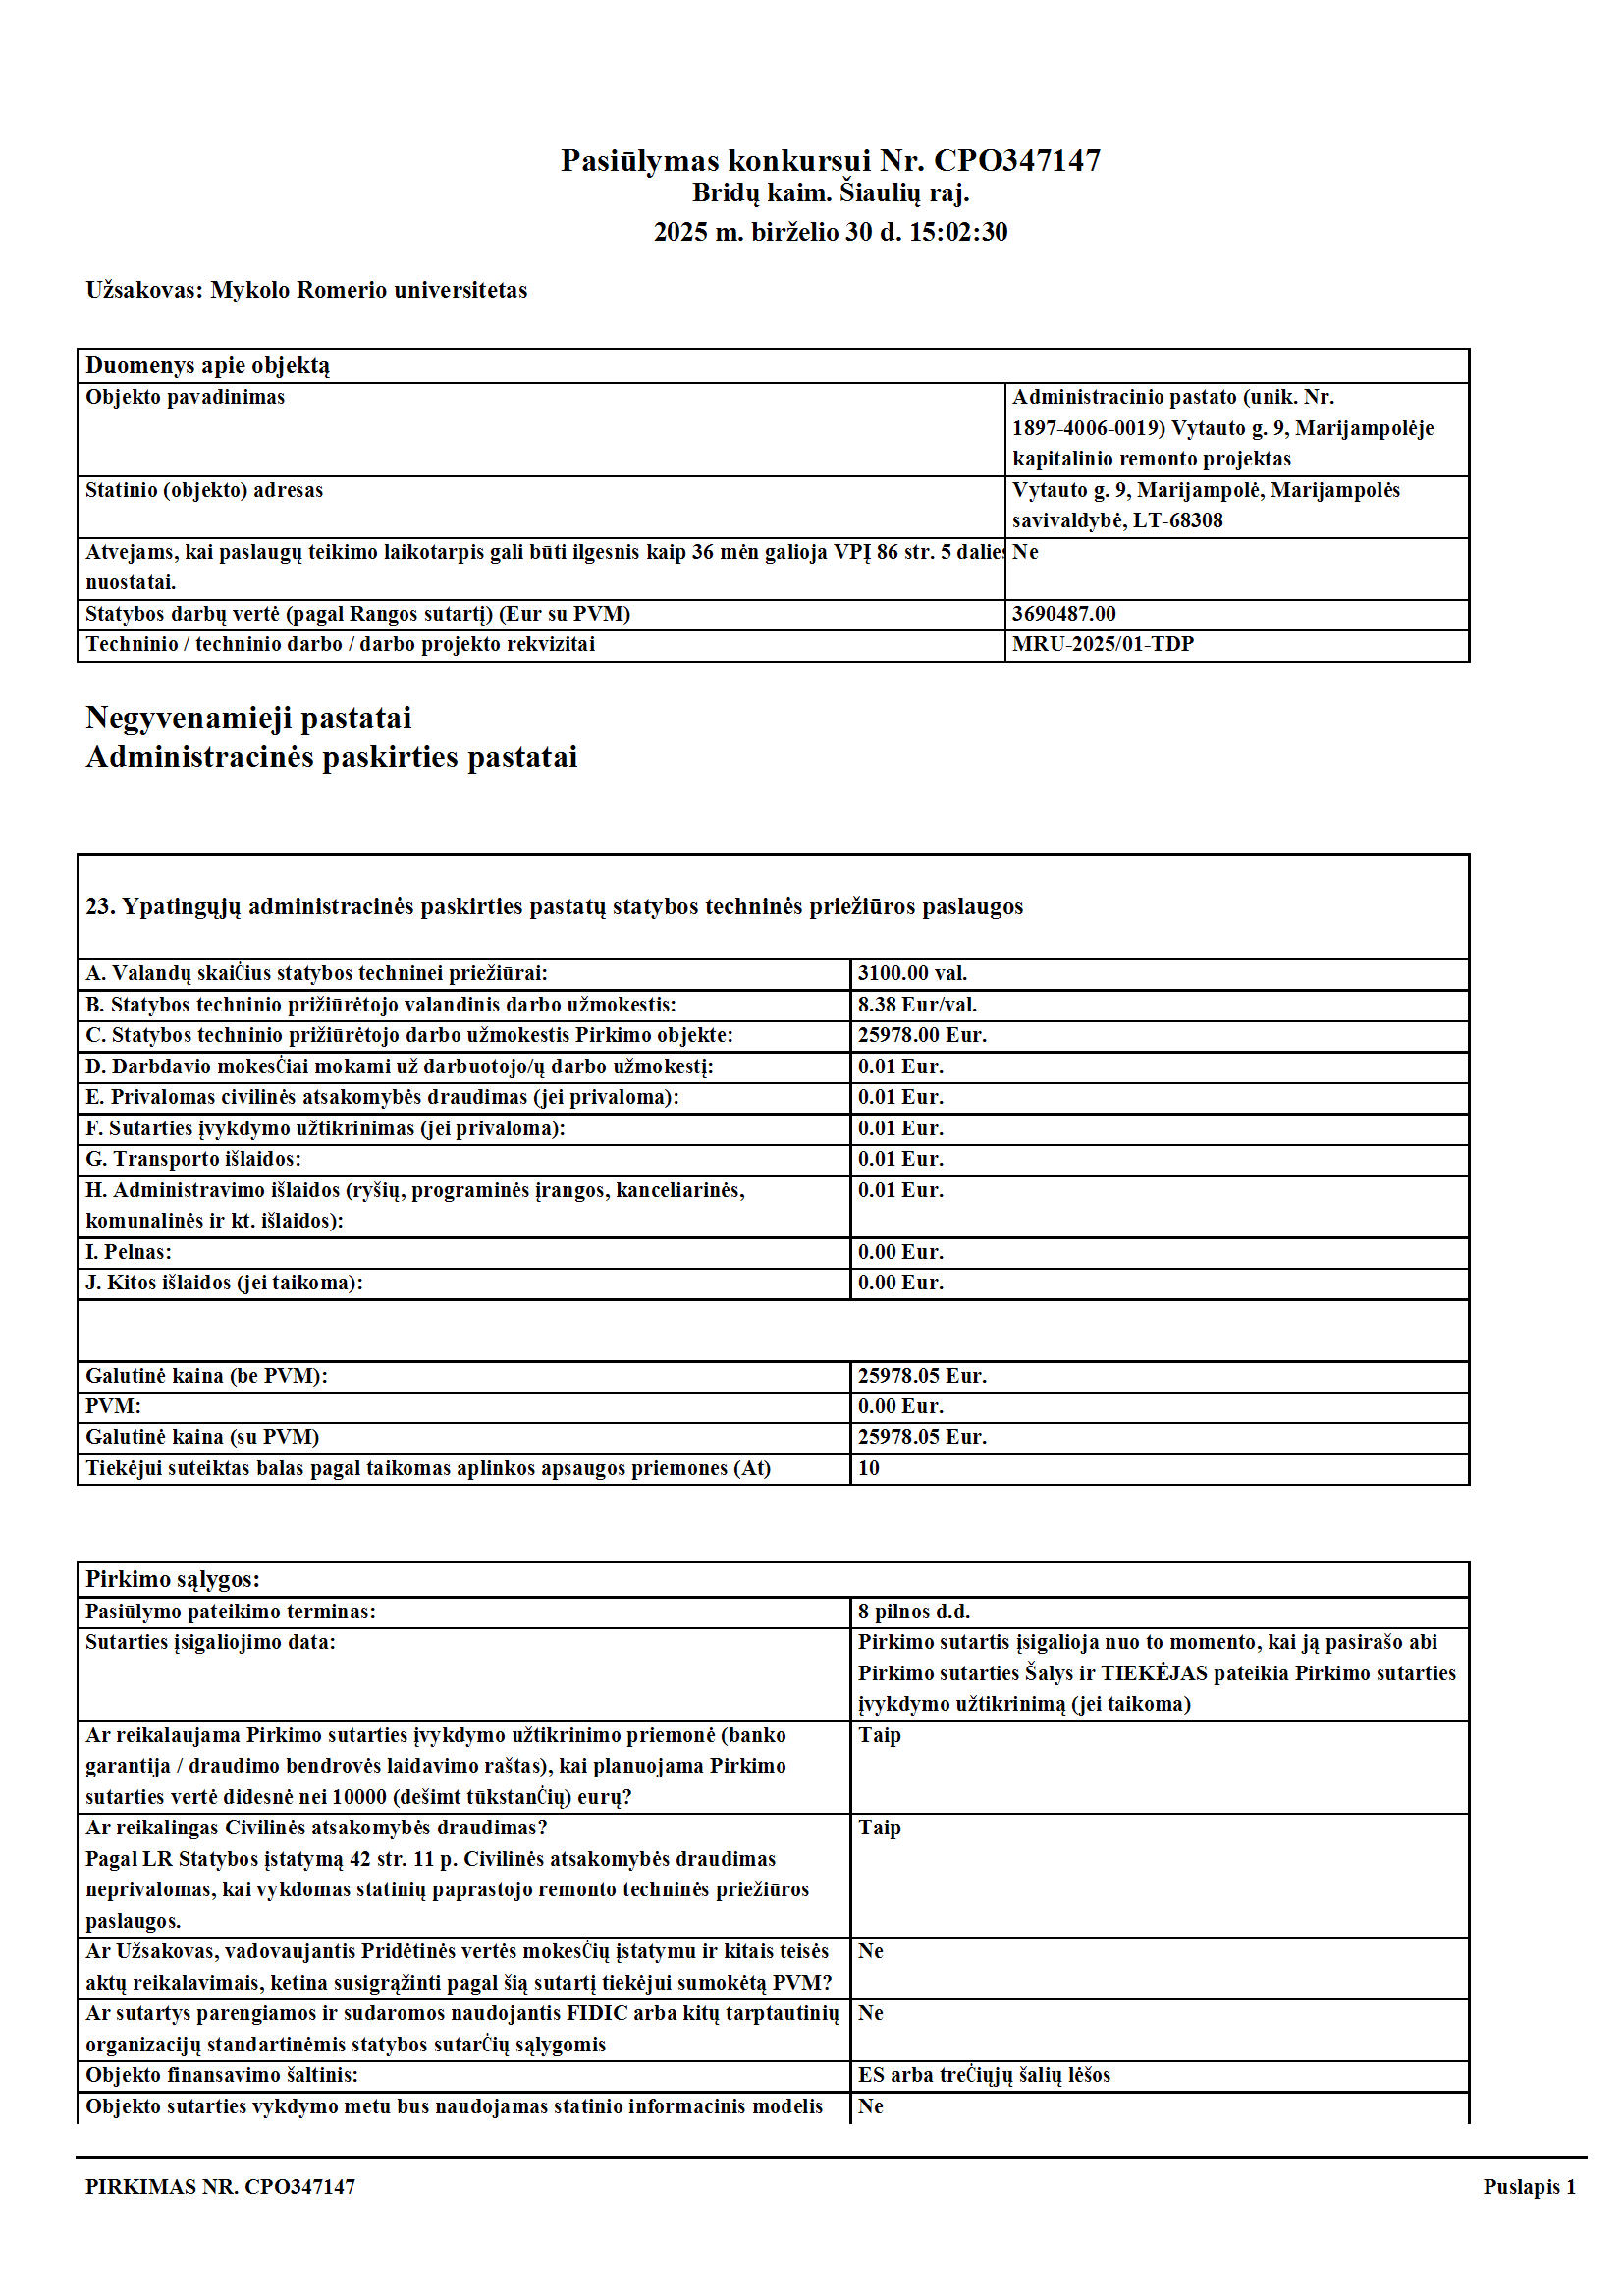 Pasiūlymas konkursui Nr. CPO347147
Bridų kaim. Šiaulių raj.
2025 m. birželio 30 d. 15:02:30
Užsakovas: Mykolo Romerio universitetas
Duomenys apie objektą
Objekto pavadinimas
Administracinio pastato (unik. Nr.
1897-4006-0019) Vytauto g. 9, Marijampolėje
kapitalinio remonto projektas
Statinio (objekto) adresas
Vytauto g. 9, Marijampolė, Marijampolės
savivaldybė, LT-68308
Atvejams, kai paslaugų teikimo laikotarpis gali būti ilgesnis kaip 36 mėn galioja VPĮ 86 str. 5 dalies
nuostatai.
Ne
Statybos darbų vertė (pagal Rangos sutartį) (Eur su PVM)
3690487.00
Techninio / techninio darbo / darbo projekto rekvizitai
MRU-2025/01-TDP
Negyvenamieji pastatai
Administracinės paskirties pastatai
23. Ypatingųjų administracinės paskirties pastatų statybos techninės priežiūros paslaugos
A. Valandų skaičius statybos techninei priežiūrai:
3100.00 val.
B. Statybos techninio prižiūrėtojo valandinis darbo užmokestis:
8.38 Eur/val.
C. Statybos techninio prižiūrėtojo darbo užmokestis Pirkimo objekte:
25978.00 Eur.
D. Darbdavio mokesčiai mokami už darbuotojo/ų darbo užmokestį:
0.01 Eur.
E. Privalomas civilinės atsakomybės draudimas (jei privaloma):
0.01 Eur.
F. Sutarties įvykdymo užtikrinimas (jei privaloma):
0.01 Eur.
G. Transporto išlaidos:
0.01 Eur.
H. Administravimo išlaidos (ryšių, programinės įrangos, kanceliarinės,
komunalinės ir kt. išlaidos):
0.01 Eur.
I. Pelnas:
0.00 Eur.
J. Kitos išlaidos (jei taikoma):
0.00 Eur.
Galutinė kaina (be PVM):
25978.05 Eur.
PVM:
0.00 Eur.
Galutinė kaina (su PVM)
25978.05 Eur.
Tiekėjui suteiktas balas pagal taikomas aplinkos apsaugos priemones (At)
10
Pirkimo sąlygos:
Pasiūlymo pateikimo terminas:
8 pilnos d.d.
Sutarties įsigaliojimo data:
Pirkimo sutartis įsigalioja nuo to momento, kai ją pasirašo abi
Pirkimo sutarties Šalys ir TIEKĖJAS pateikia Pirkimo sutarties
įvykdymo užtikrinimą (jei taikoma)
Ar reikalaujama Pirkimo sutarties įvykdymo užtikrinimo priemonė (banko
garantija / draudimo bendrovės laidavimo raštas), kai planuojama Pirkimo
sutarties vertė didesnė nei 10000 (dešimt tūkstančių) eurų?
Taip
Ar reikalingas Civilinės atsakomybės draudimas?
Pagal LR Statybos įstatymą 42 str. 11 p. Civilinės atsakomybės draudimas
neprivalomas, kai vykdomas statinių paprastojo remonto techninės priežiūros
paslaugos.
Taip
Ar Užsakovas, vadovaujantis Pridėtinės vertės mokesčių įstatymu ir kitais teisės
aktų reikalavimais, ketina susigrąžinti pagal šią sutartį tiekėjui sumokėtą PVM?
Ne
Ar sutartys parengiamos ir sudaromos naudojantis FIDIC arba kitų tarptautinių
organizacijų standartinėmis statybos sutarčių sąlygomis
Ne
Objekto finansavimo šaltinis:
ES arba trečiųjų šalių lėšos
Objekto sutarties vykdymo metu bus naudojamas statinio informacinis modelis
Ne
PIRKIMAS NR. CPO347147
Puslapis 1